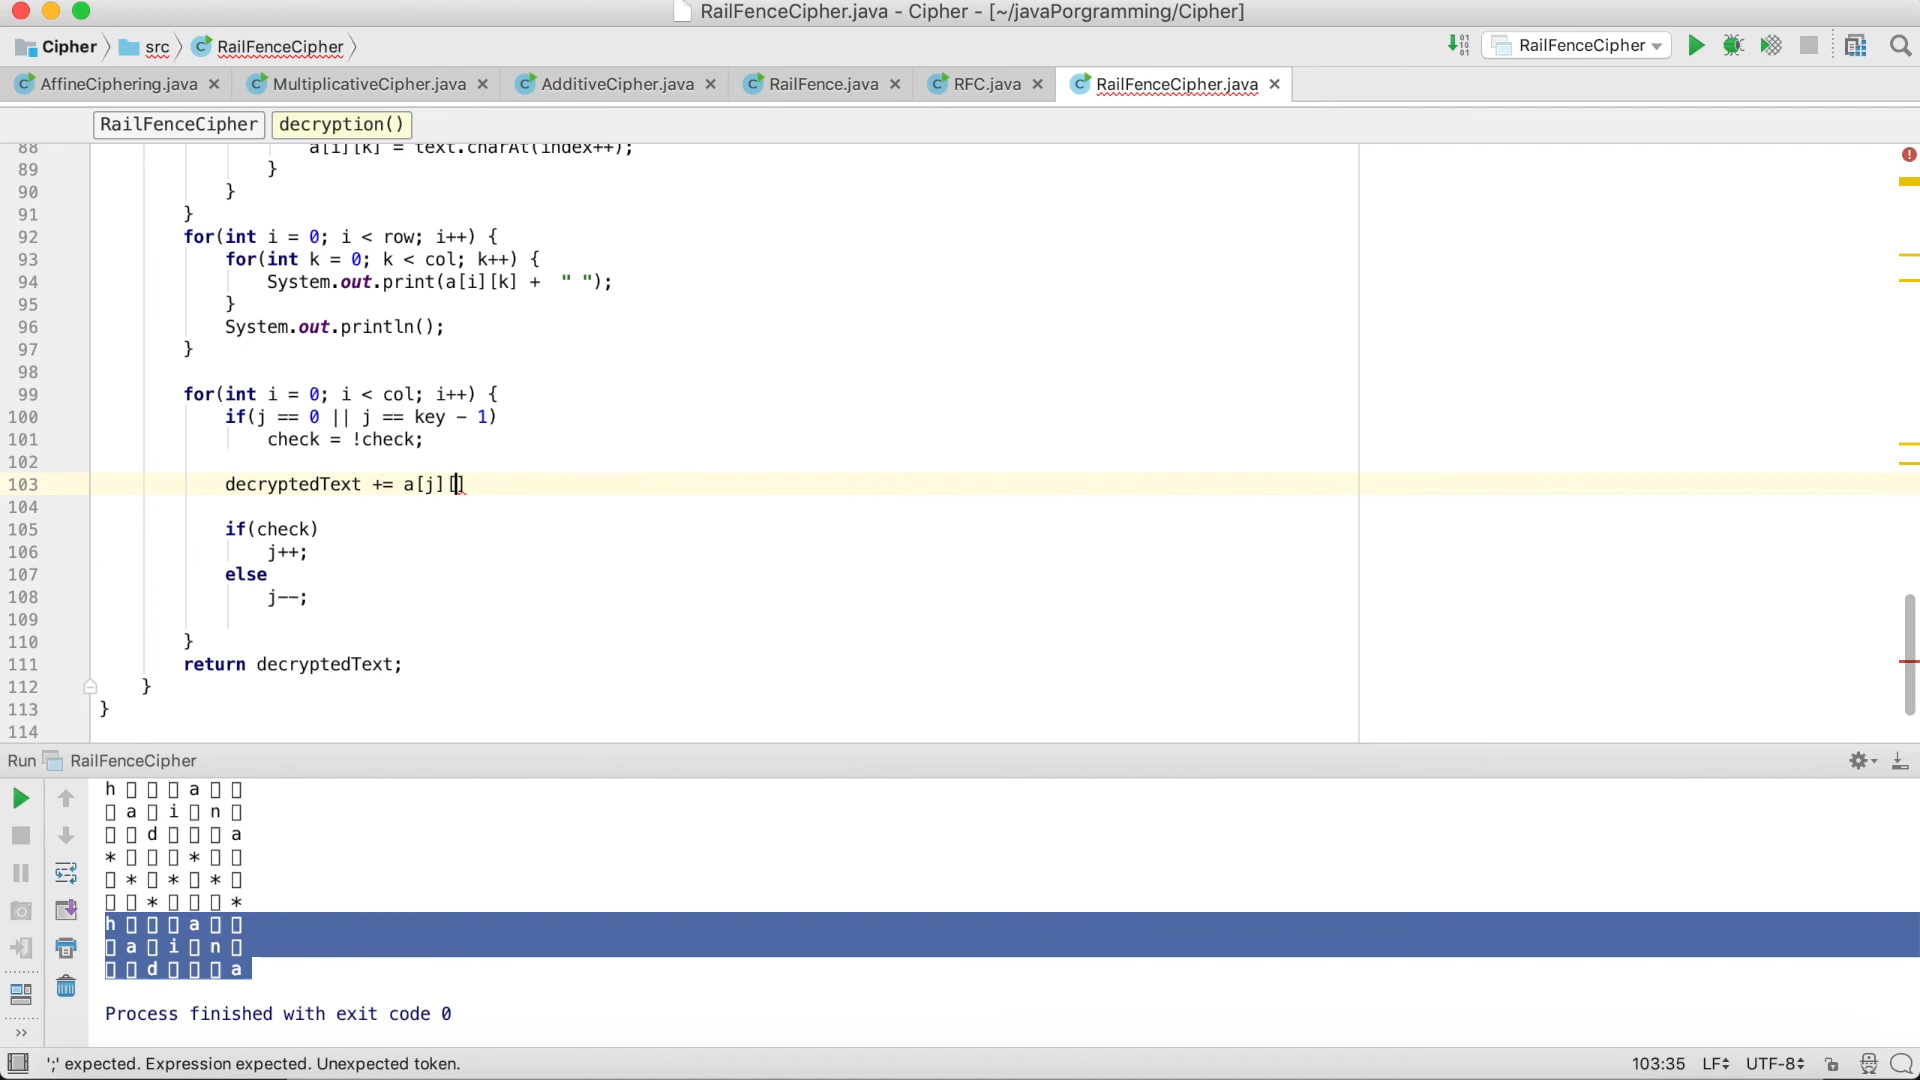 RailFenceCipher.java - Cipher - [~/javaPorgramming/Cipher]
Cipher src RailFenceCipher RailFenceCipher
AffineCiphering.java MultiplicativeCipher.java AdditiveCipher.java RailFence.java RFC.java RailFenceCipher.java
RailFenceCipher decryption()
88 a[i][k] = text.charAt(index++);
89 }
90 }
91 }
92 for(int i = 0; i < row; i++) {
93 for(int k = 0; k < col; k++) {
94 System.out.print(a[i][k] + " ");
95 }
96 System.out.println();
97 }
98
99 for(int i = 0; i < col; i++) {
100 if(j == 0 || j == key - 1)
101 check = !check;
102
103 decryptedText += a[j][]
104
105 if(check)
106 j++;
107 else
108 j--;
109
110 }
111 return decryptedText;
112 }
113 }
114
Run RailFenceCipher
h▯▯▯a▯▯
▯a▯i▯n▯
▯▯d▯▯▯a
*▯▯▯*▯▯
▯*▯*▯*▯
▯▯*▯▯▯*
h▯▯▯a▯▯
▯a▯i▯n▯
▯▯d▯▯▯a
Process finished with exit code 0
';' expected. Expression expected. Unexpected token. 103:35 LF UTF-8